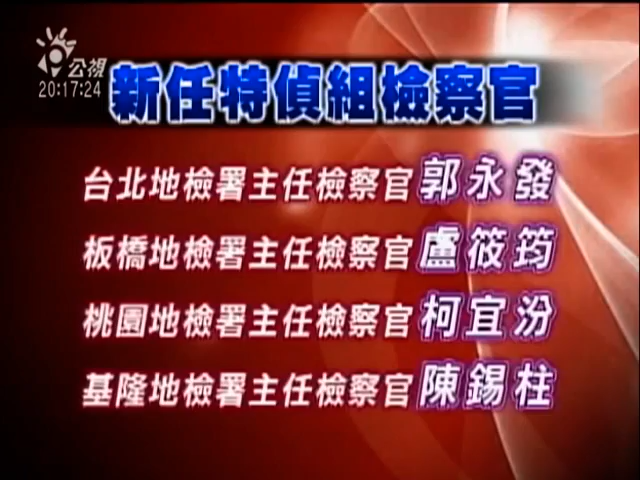 公視
20:17:24
新任特偵組檢察官
台北地檢署主任檢察官郭永發
板橋地檢署主任檢察官盧筱筠
桃園地檢署主任檢察官柯宜汾
基隆地檢署主任檢察官陳錫柱